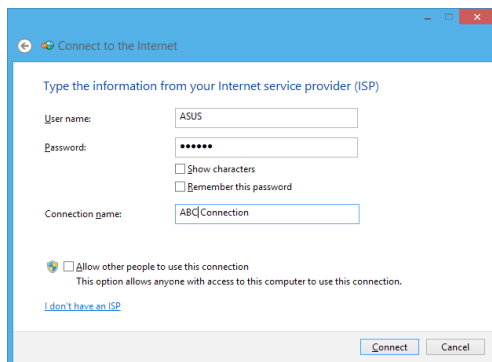 Connect to the Internet
Type the information from your Internet service provider (ISP)
User name: ASUS
Password: ••••••
Show characters
Remember this password
Connection name: ABC Connection
Allow other people to use this connection
This option allows anyone with access to this computer to use this connection.
I don't have an ISP
Connect Cancel